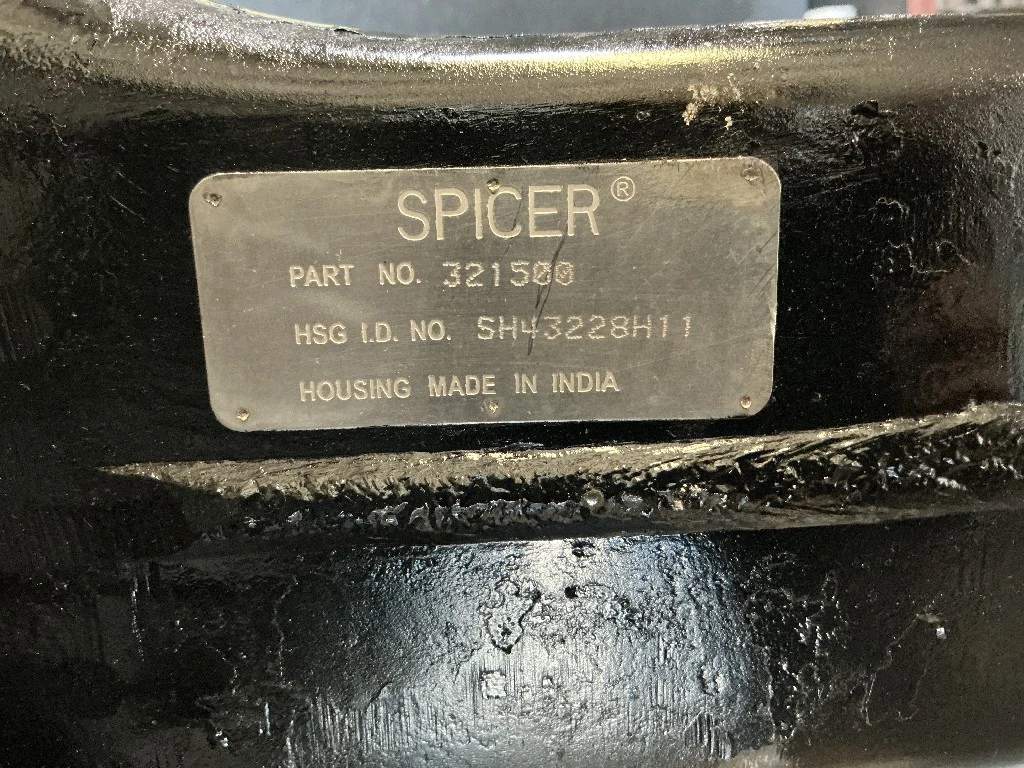 SPICER®
PART NO. 321500
HSG I.D. NO. SH43228H11
HOUSING MADE IN INDIA